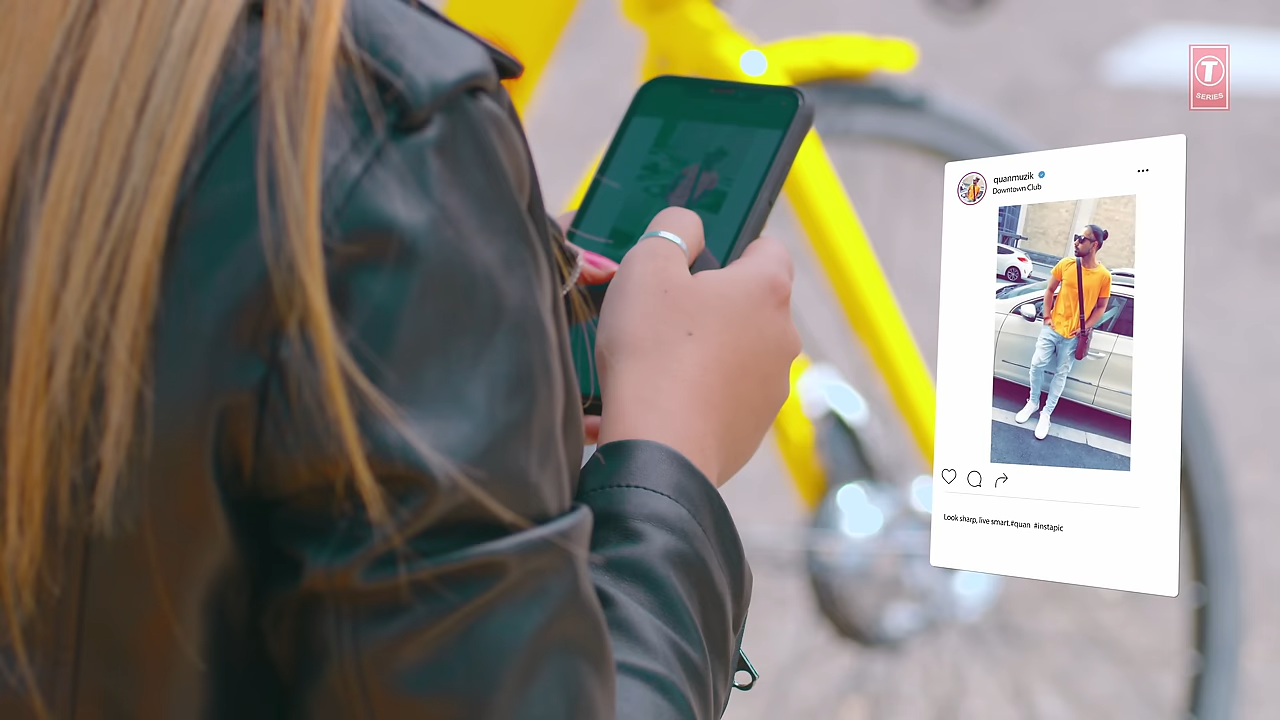 T
SERIES
quanmuzik
Downtown Club
Look sharp, live smart.#quan #instapic